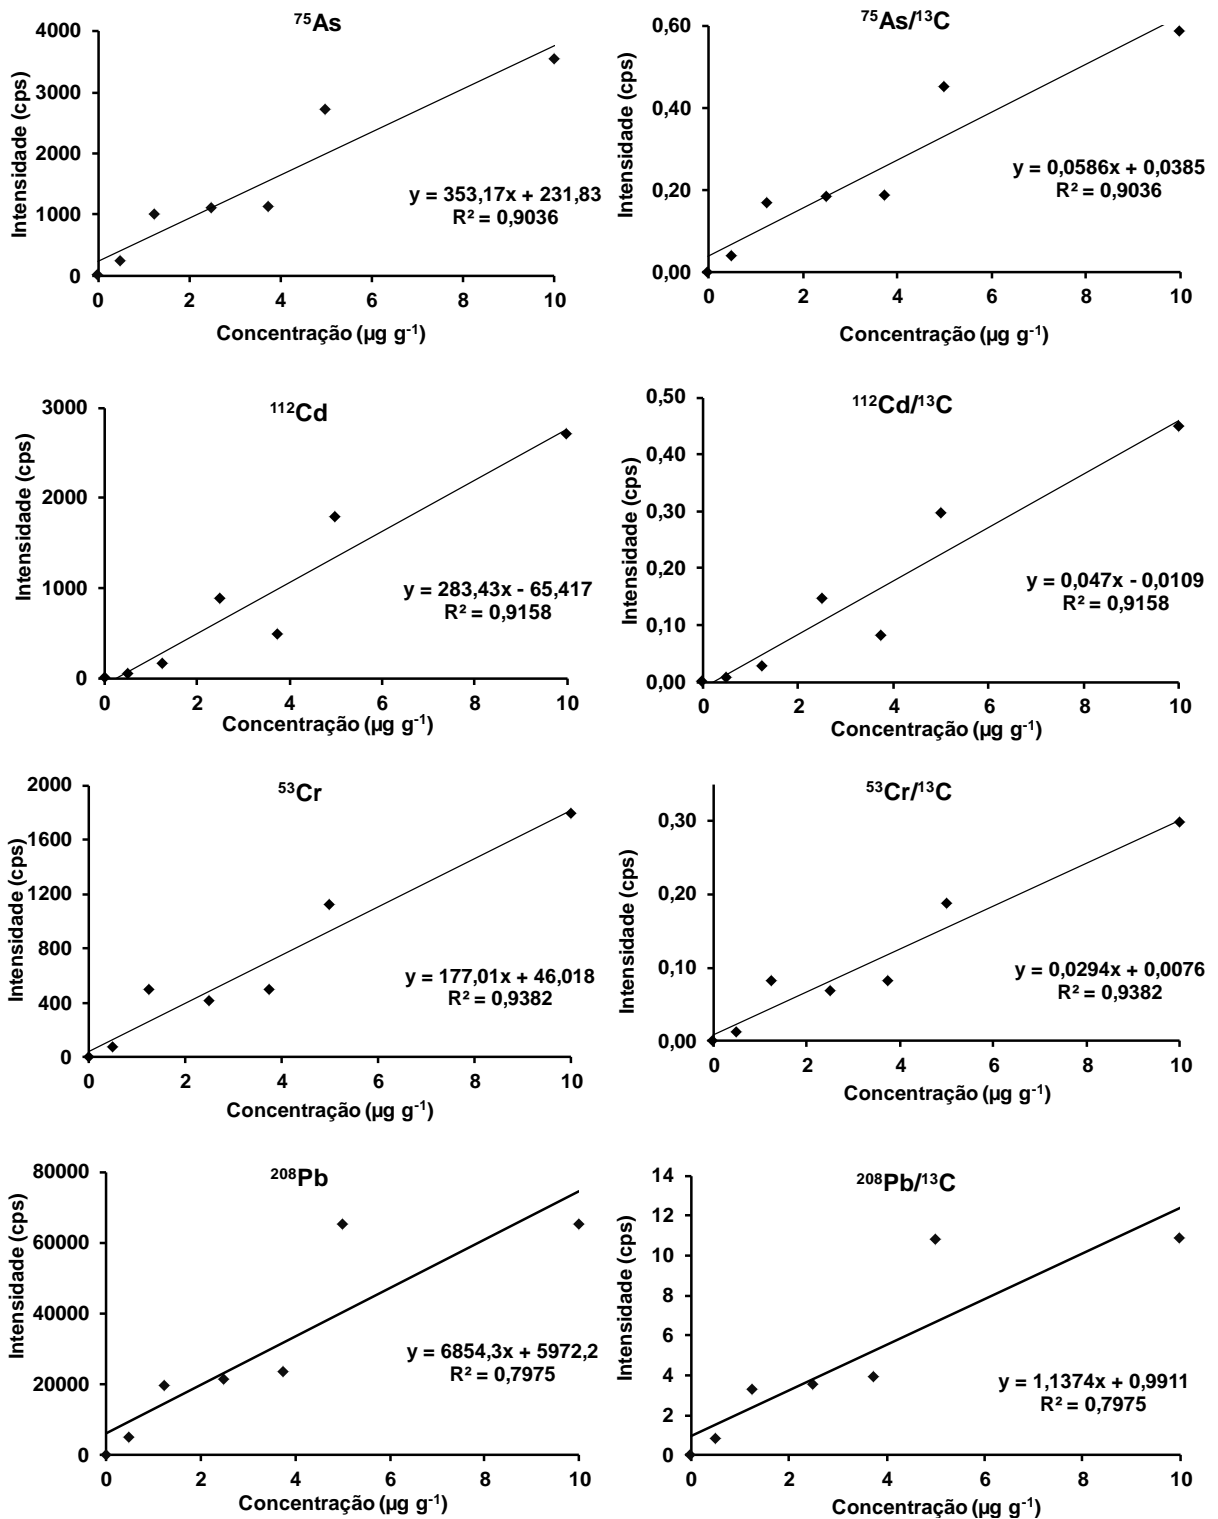 ⁷⁵As
Intensidade (cps)
4000
3000
2000
1000
0
y = 353,17x + 231,83
R² = 0,9036
0 2 4 6 8 10
Concentração (µg g⁻¹)
⁷⁵As/¹³C
Intensidade (cps)
0,60
0,40
0,20
0,00
y = 0,0586x + 0,0385
R² = 0,9036
0 2 4 6 8 10
Concentração (µg g⁻¹)
¹¹²Cd
Intensidade (cps)
3000
2000
1000
0
y = 283,43x - 65,417
R² = 0,9158
0 2 4 6 8 10
Concentração (µg g⁻¹)
¹¹²Cd/¹³C
Intensidade (cps)
0,50
0,40
0,30
0,20
0,10
0,00
y = 0,047x - 0,0109
R² = 0,9158
0 2 4 6 8 10
Concentração (µg g⁻¹)
⁵³Cr
Intensidade (cps)
2000
1600
1200
800
400
0
y = 177,01x + 46,018
R² = 0,9382
0 2 4 6 8 10
Concentração (µg g⁻¹)
⁵³Cr/¹³C
Intensidade (cps)
0,30
0,20
0,10
0,00
y = 0,0294x + 0,0076
R² = 0,9382
0 2 4 6 8 10
Concentração (µg g⁻¹)
²⁰⁸Pb
Intensidade (cps)
80000
60000
40000
20000
0
y = 6854,3x + 5972,2
R² = 0,7975
0 2 4 6 8 10
Concentração (µg g⁻¹)
²⁰⁸Pb/¹³C
Intensidade (cps)
14
12
10
8
6
4
2
0
y = 1,1374x + 0,9911
R² = 0,7975
0 2 4 6 8 10
Concentração (µg g⁻¹)